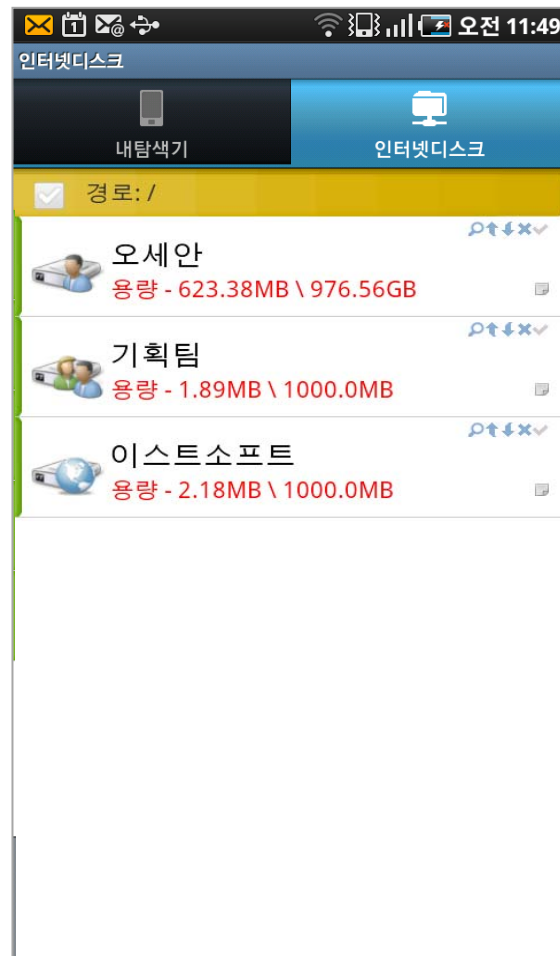 오전 11:49
인터넷디스크
내탐색기
인터넷디스크
경로: /
오세안
용량 - 623.38MB \ 976.56GB
기획팀
용량 - 1.89MB \ 1000.0MB
이스트소프트
용량 - 2.18MB \ 1000.0MB